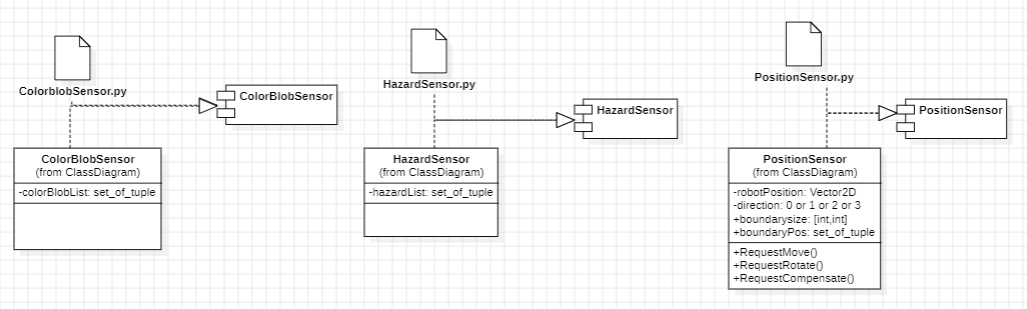 ColorblobSensor.py
ColorBlobSensor
ColorBlobSensor
(from ClassDiagram)
-colorBlobList: set_of_tuple
HazardSensor.py
HazardSensor
HazardSensor
(from ClassDiagram)
-hazardList: set_of_tuple
PositionSensor.py
PositionSensor
PositionSensor
(from ClassDiagram)
-robotPosition: Vector2D
-direction: 0 or 1 or 2 or 3
+boundarysize: [int,int]
+boundaryPos: set_of_tuple
+RequestMove()
+RequestRotate()
+RequestCompensate()